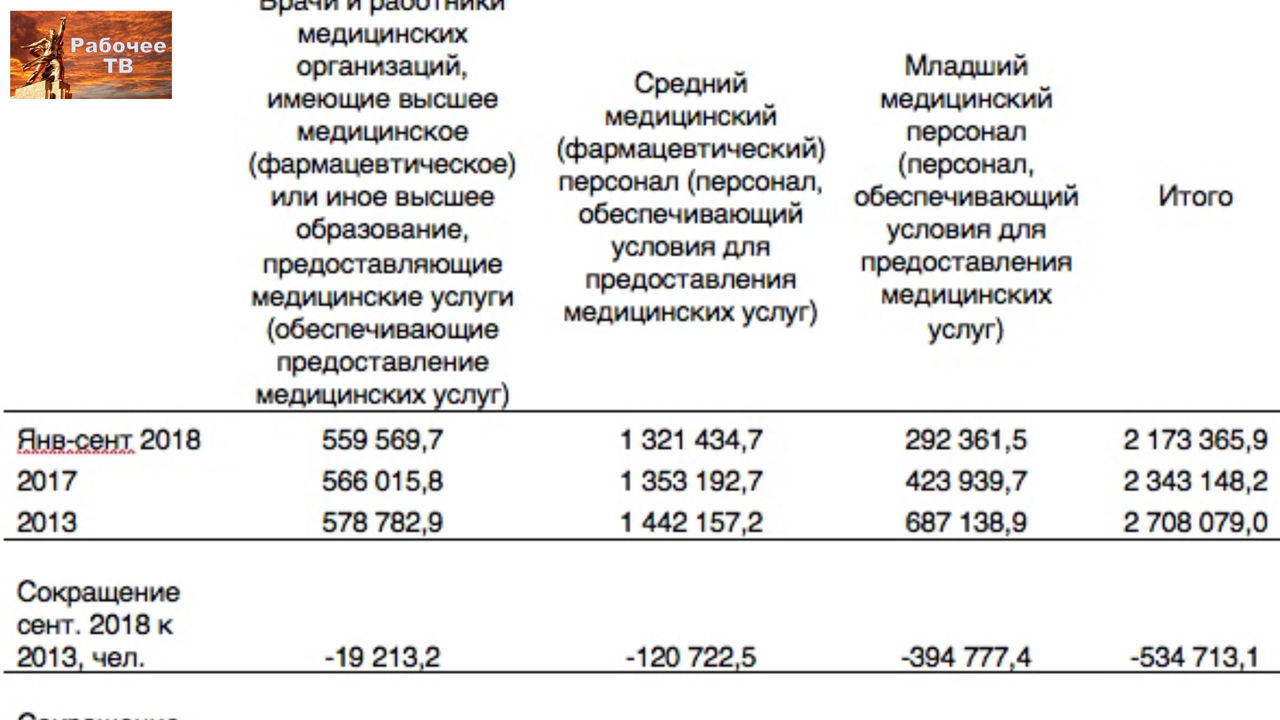 Рабочее
ТВ
Врачи и работники
медицинских
организаций,
имеющие высшее
медицинское
(фармацевтическое)
или иное высшее
образование,
предоставляющие
медицинские услуги
(обеспечивающие
предоставление
медицинских услуг)
Средний
медицинский
(фармацевтический)
персонал (персонал,
обеспечивающий
условия для
предоставления
медицинских услуг)
Младший
медицинский
персонал
(персонал,
обеспечивающий
условия для
предоставления
медицинских
услуг)
Итого
Янв-сент 2018 559 569,7 1 321 434,7 292 361,5 2 173 365,9
2017 566 015,8 1 353 192,7 423 939,7 2 343 148,2
2013 578 782,9 1 442 157,2 687 138,9 2 708 079,0
Сокращение
сент. 2018 к
2013, чел. -19 213,2 -120 722,5 -394 777,4 -534 713,1